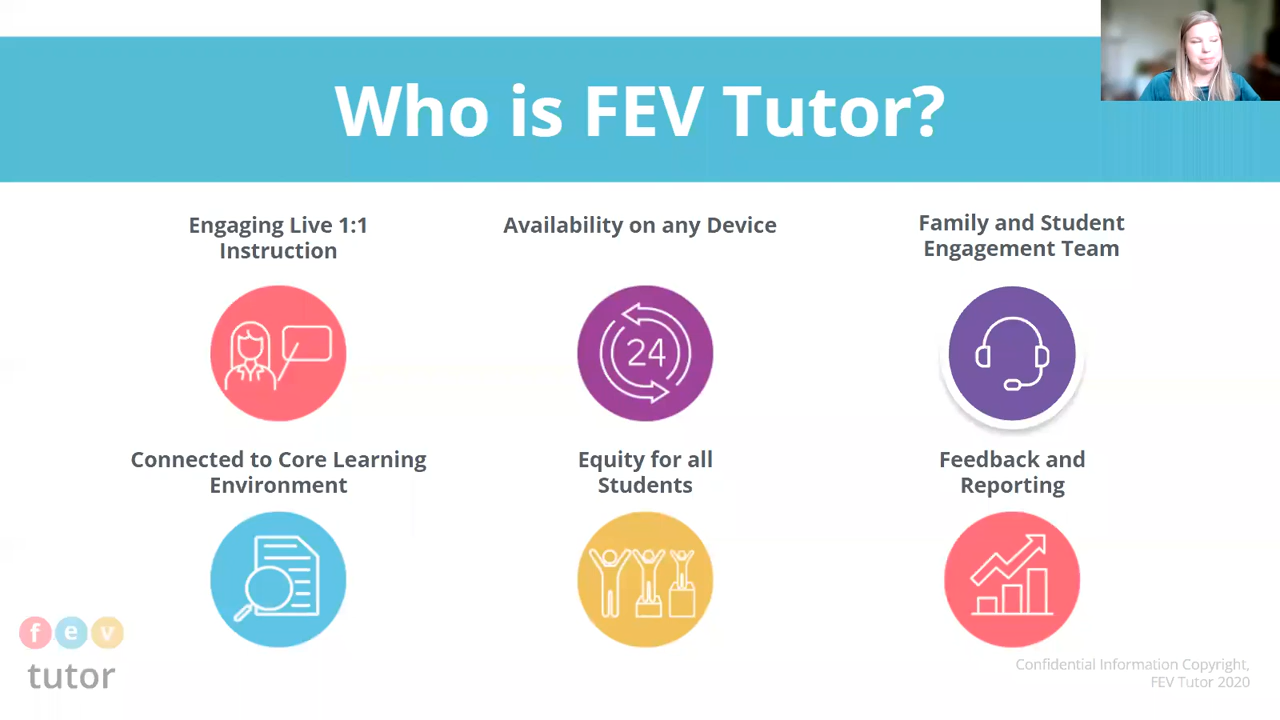 Who is FEV Tutor?
Engaging Live 1:1
Instruction
Availability on any Device
Family and Student
Engagement Team
24
Connected to Core Learning
Environment
Equity for all
Students
Feedback and
Reporting
f e v
tutor
Confidential Information Copyright,
FEV Tutor 2020